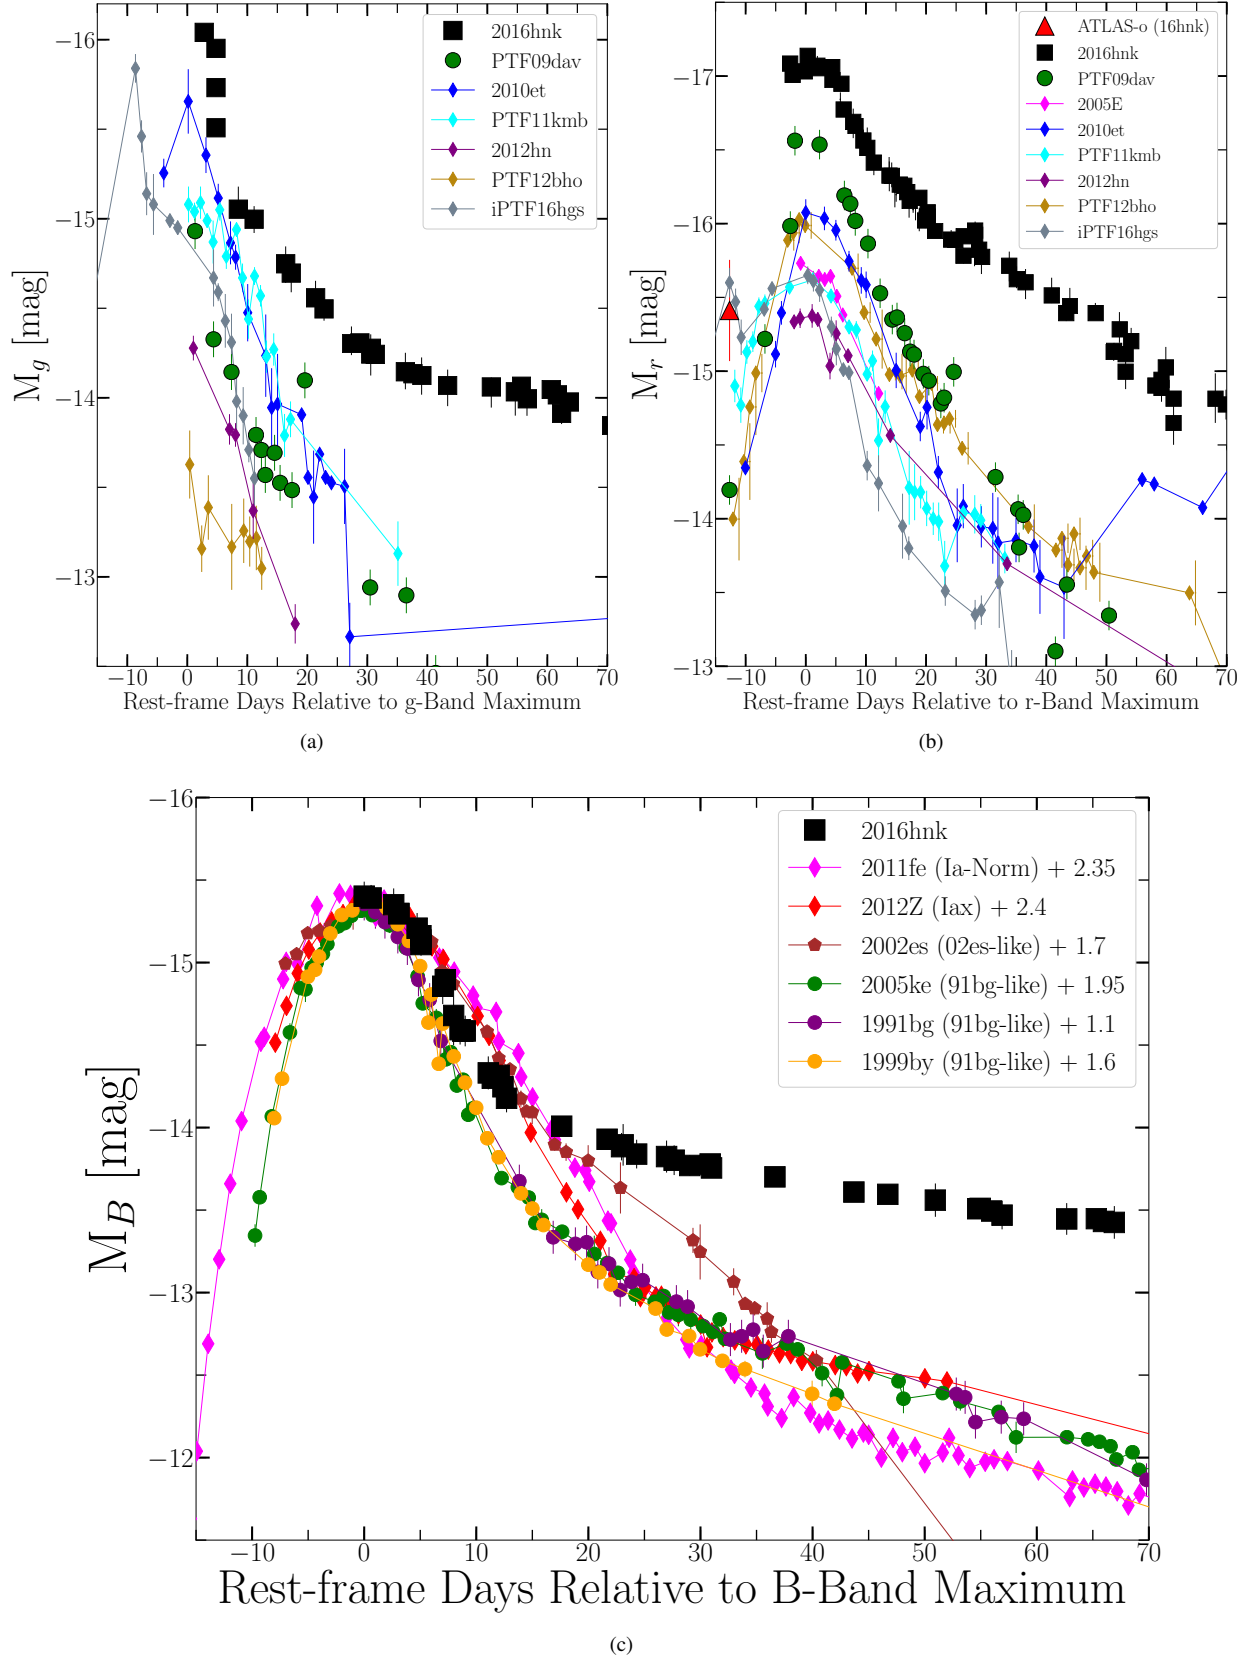 2016hnk
PTF09dav
2010et
PTF11kmb
2012hn
PTF12bho
iPTF16hgs
−16
−15
−14
−13
M_g [mag]
−10 0 10 20 30 40 50 60 70
Rest-frame Days Relative to g-Band Maximum
(a)
ATLAS-o (16hnk)
2016hnk
PTF09dav
2005E
2010et
PTF11kmb
2012hn
PTF12bho
iPTF16hgs
−17
−16
−15
−14
−13
M_r [mag]
−10 0 10 20 30 40 50 60 70
Rest-frame Days Relative to r-Band Maximum
(b)
2016hnk
2011fe (Ia-Norm) + 2.35
2012Z (Iax) + 2.4
2002es (02es-like) + 1.7
2005ke (91bg-like) + 1.95
1991bg (91bg-like) + 1.1
1999by (91bg-like) + 1.6
−16
−15
−14
−13
−12
M_B [mag]
−10 0 10 20 30 40 50 60 70
Rest-frame Days Relative to B-Band Maximum
(c)